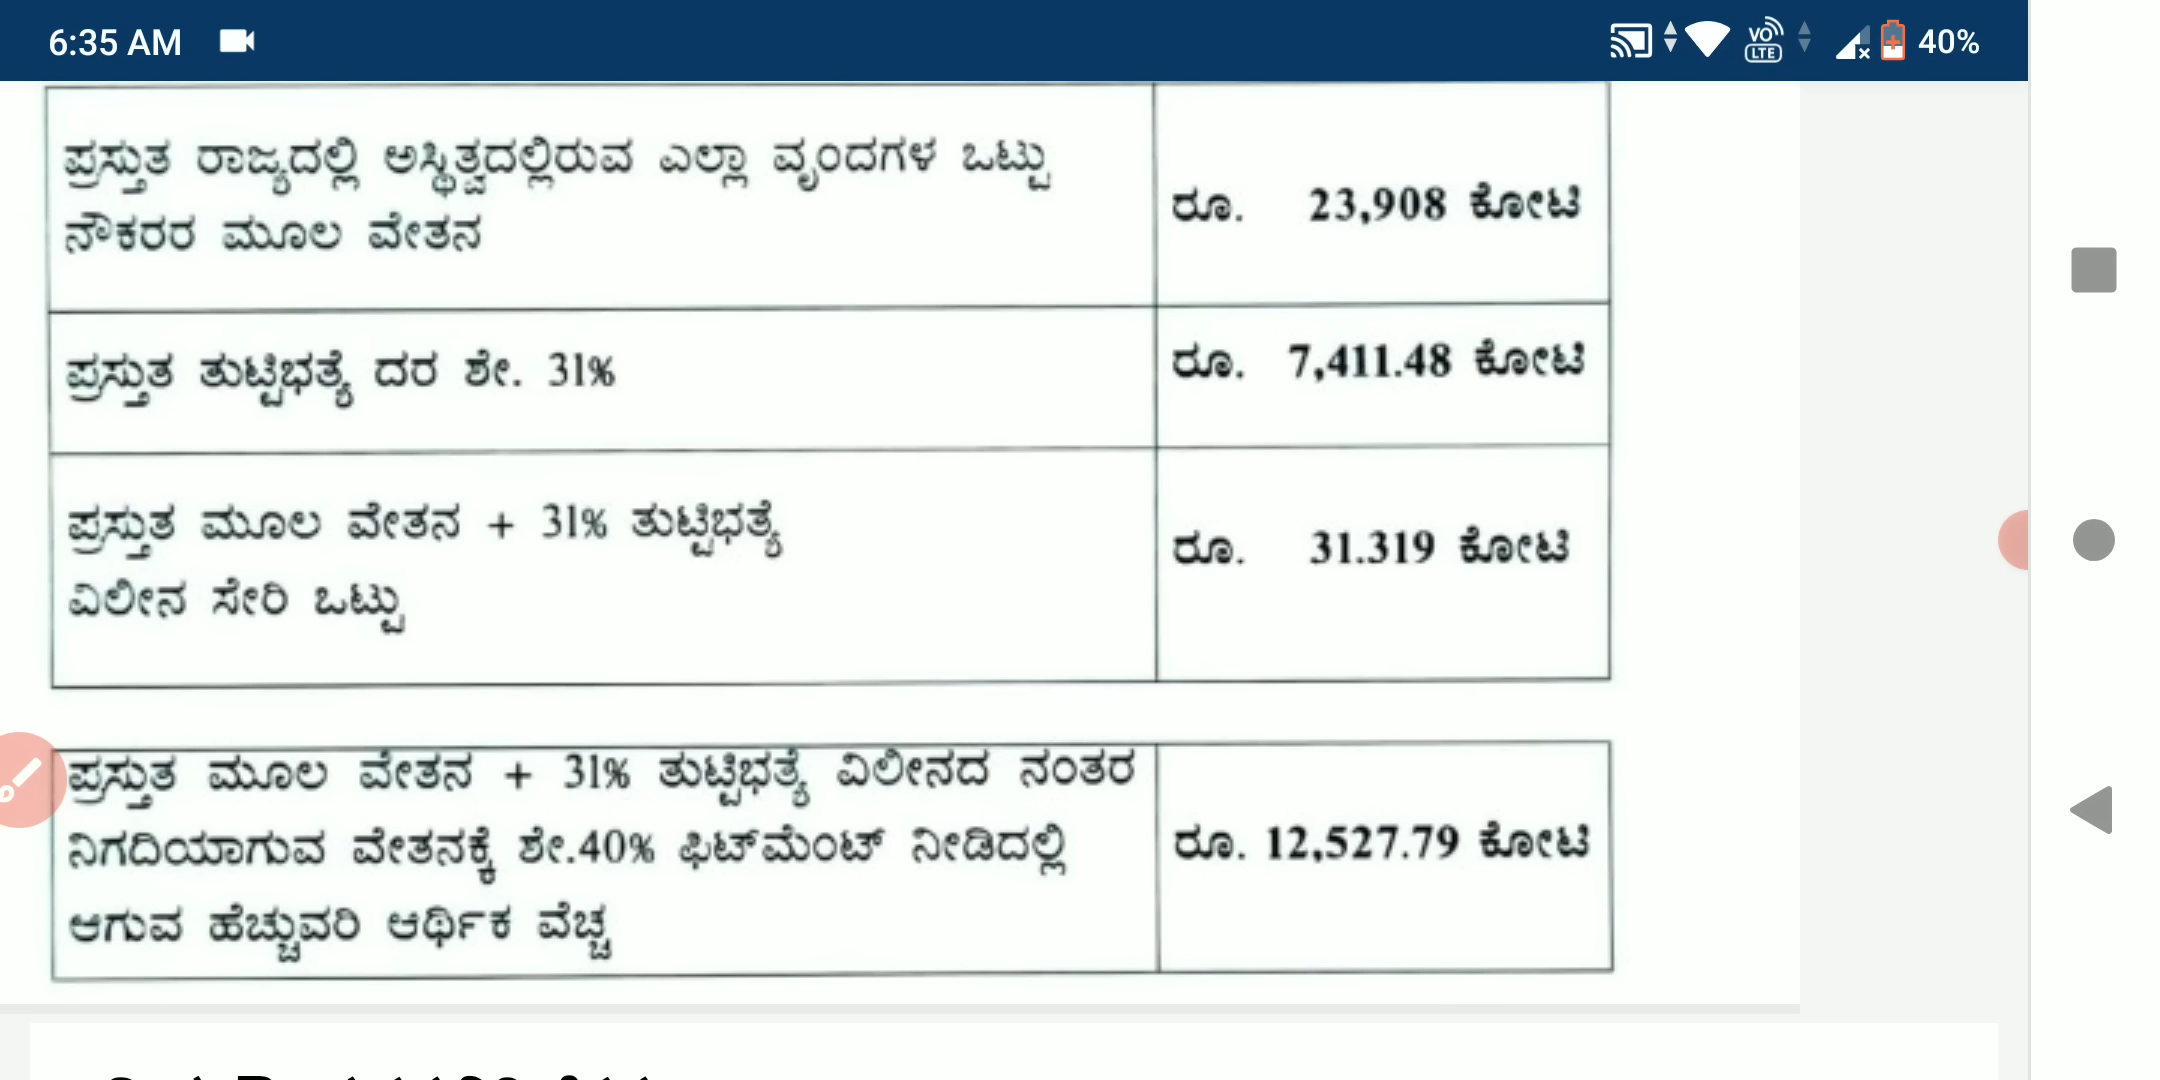 6:35 AM
VO
LTE
40%
ಪ್ರಸ್ತುತ ರಾಜ್ಯದಲ್ಲಿ ಅಸ್ಥಿತ್ವದಲ್ಲಿರುವ ಎಲ್ಲಾ ವೃಂದಗಳ ಒಟ್ಟು
ನೌಕರರ ಮೂಲ ವೇತನ
ರೂ. 23,908 ಕೋಟಿ
ಪ್ರಸ್ತುತ ತುಟ್ಟಿಭತ್ಯೆ ದರ ಶೇ. 31%
ರೂ. 7,411.48 ಕೋಟಿ
ಪ್ರಸ್ತುತ ಮೂಲ ವೇತನ + 31% ತುಟ್ಟಿಭತ್ಯೆ
ವಿಲೀನ ಸೇರಿ ಒಟ್ಟು
ರೂ. 31.319 ಕೋಟಿ
ಪ್ರಸ್ತುತ ಮೂಲ ವೇತನ + 31% ತುಟ್ಟಿಭತ್ಯೆ ವಿಲೀನದ ನಂತರ
ನಿಗದಿಯಾಗುವ ವೇತನಕ್ಕೆ ಶೇ.40% ಫಿಟ್‌ಮೆಂಟ್ ನೀಡಿದಲ್ಲಿ
ಆಗುವ ಹೆಚ್ಚುವರಿ ಆರ್ಥಿಕ ವೆಚ್ಚ
ರೂ. 12,527.79 ಕೋಟಿ